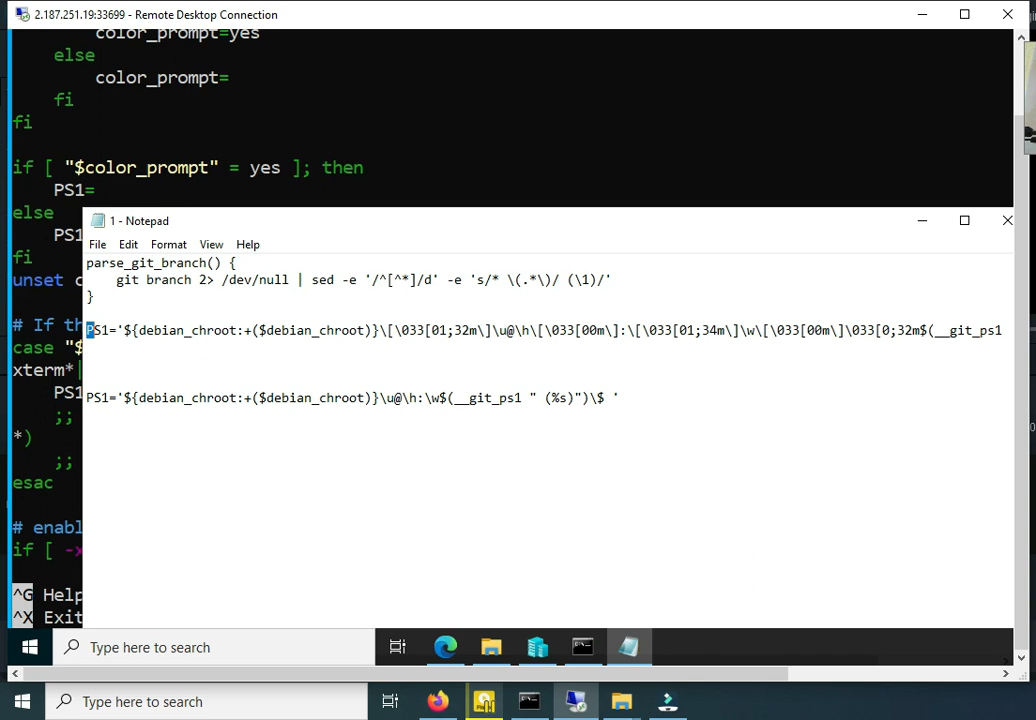 2.187.251.19:33699 - Remote Desktop Connection
color_prompt=yes
else
color_prompt=
fi
fi
if [ "$color_prompt" = yes ]; then
PS1=
else
PS1
fi
unset c
# If th
case "$
xterm*|
PS1
;;
*)
;;
esac
# enabl
if [ -x
^G Help
^X Exit
1 - Notepad
File Edit Format View Help
parse_git_branch() {
git branch 2> /dev/null | sed -e '/^[^*]/d' -e 's/* \(.*\)/ (\1)/'
}
PS1='${debian_chroot:+($debian_chroot)}\[\033[01;32m\]\u@\h\[\033[00m\]:\[\033[01;34m\]\w\[\033[00m\]\033[0;32m$(__git_ps1
PS1='${debian_chroot:+($debian_chroot)}\u@\h:\w$(__git_ps1 " (%s)")\$ '
Type here to search
Type here to search